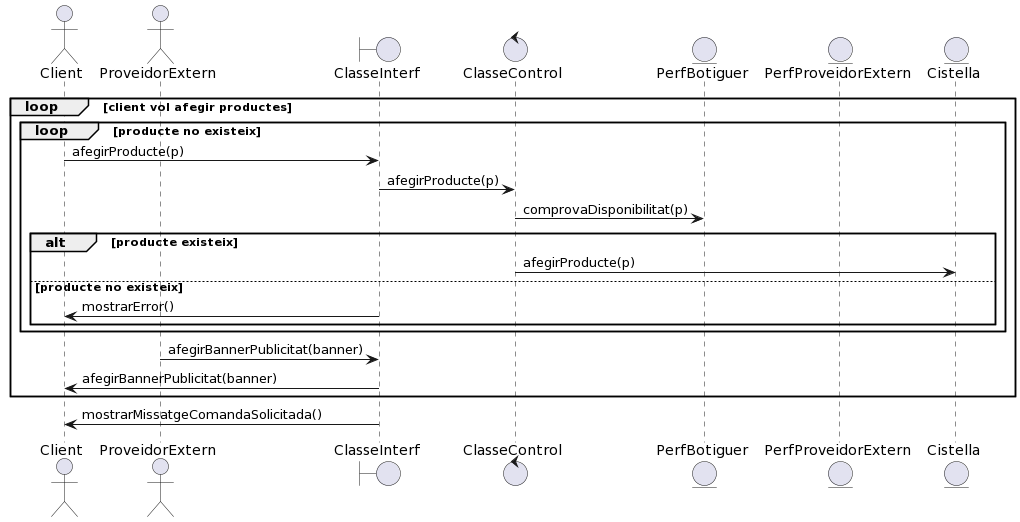 Client ProveidorExtern ClasseInterf ClasseControl PerfBotiguer PerfProveidorExtern Cistella
loop [client vol afegir productes]
loop [producte no existeix]
afegirProducte(p)
afegirProducte(p)
comprovaDisponibilitat(p)
alt [producte existeix]
afegirProducte(p)
[producte no existeix]
mostrarError()
afegirBannerPublicitat(banner)
afegirBannerPublicitat(banner)
mostrarMissatgeComandaSolicitada()
Client ProveidorExtern ClasseInterf ClasseControl PerfBotiguer PerfProveidorExtern Cistella